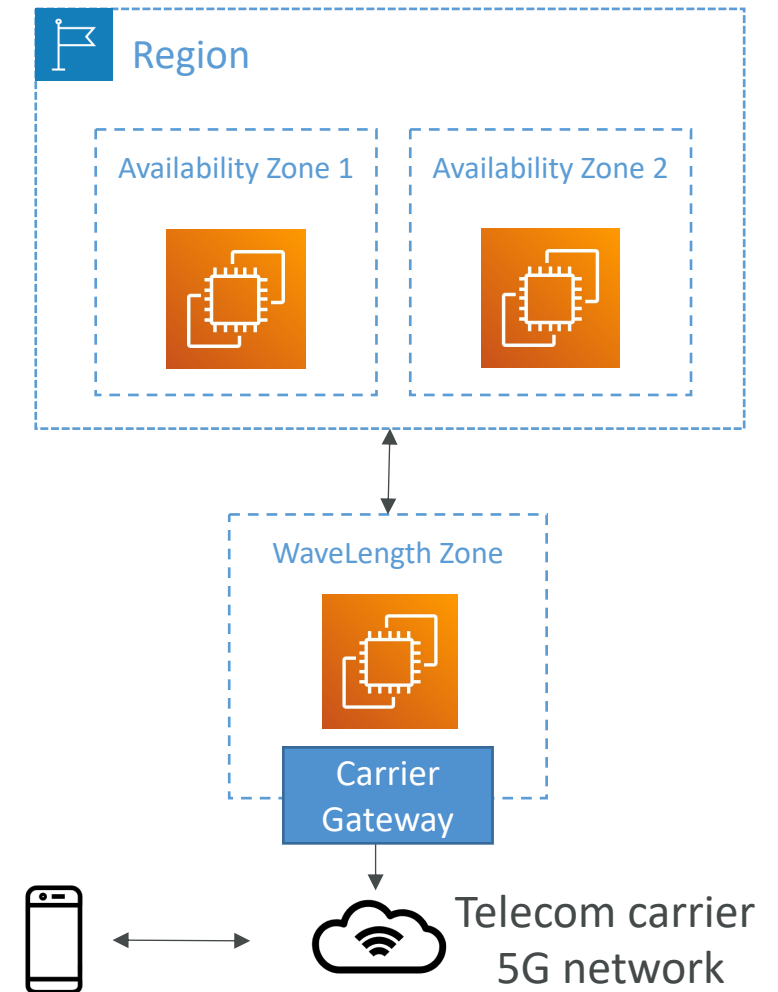 Region
Availability Zone 1
Availability Zone 2
WaveLength Zone
Carrier
Gateway
Telecom carrier
5G network